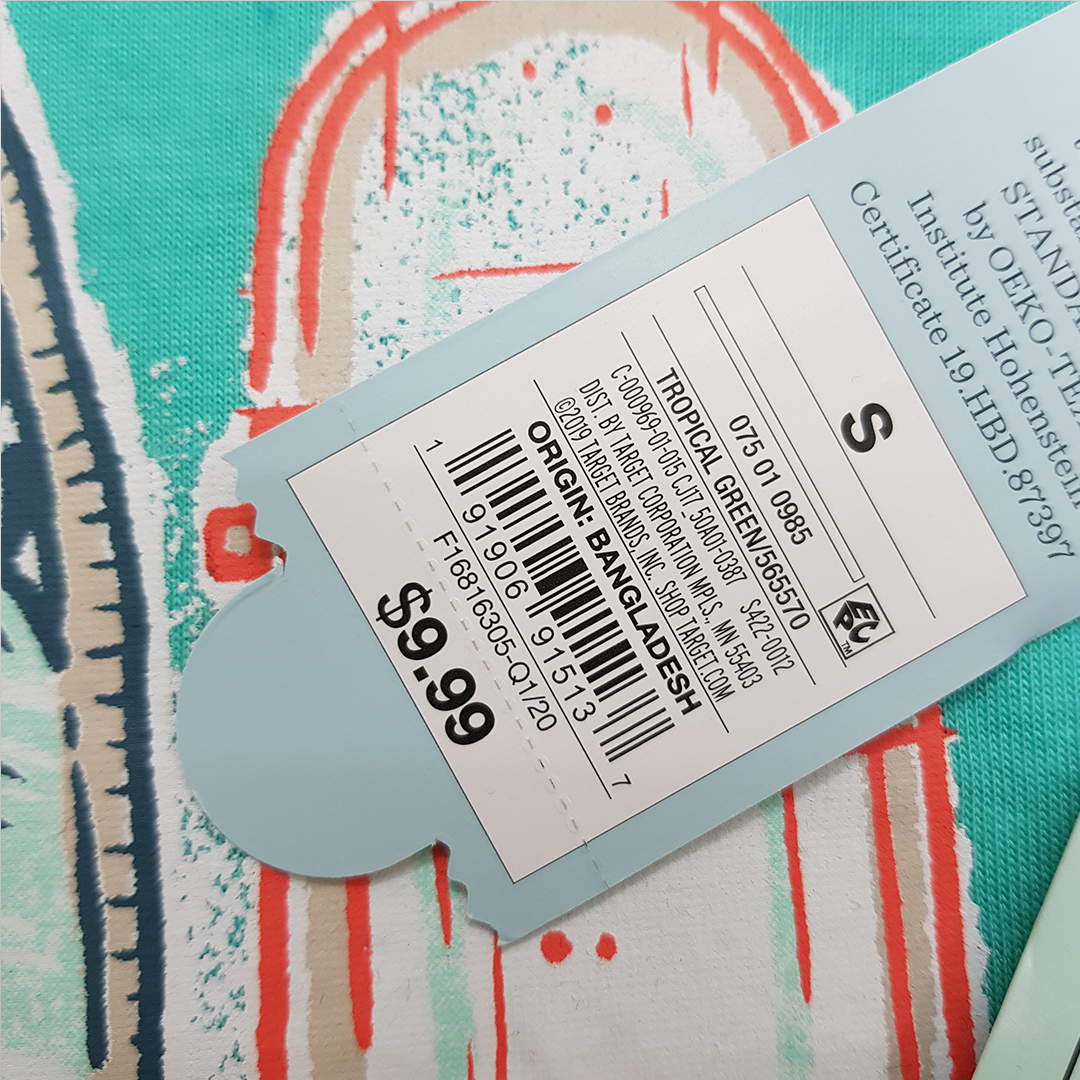 substa
STANDA
by OEKO-TE
Institute Hohenstein
Certificate 19.HBD.87397
S
075 01 0985
EPC™
TROPICAL GREEN/565570
C-000969-01-015 CJ17 50A01-0387 S422-0012
DIST. BY TARGET CORPORATION MPLS., MN 55403
©2019 TARGET BRANDS, INC. SHOP TARGET.COM
ORIGIN: BANGLADESH
1 91906 91513 7
F16816305-Q1/20
$9.99